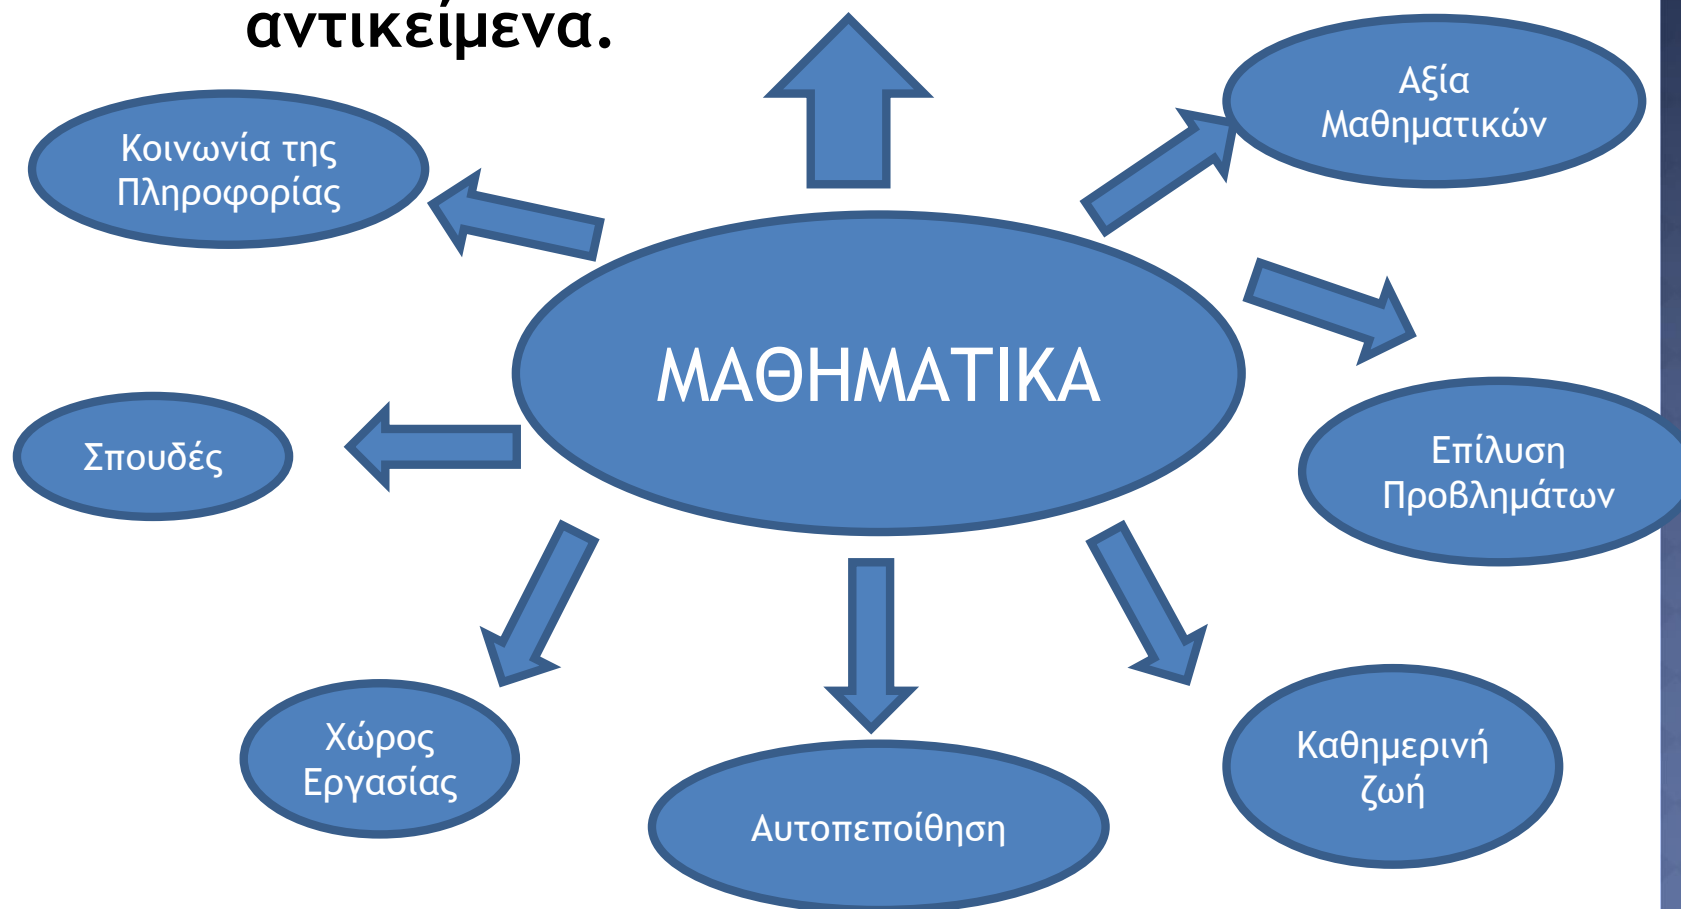 αντικείμενα.
Αξία
Μαθηματικών
Κοινωνία της
Πληροφορίας
ΜΑΘΗΜΑΤΙΚΑ
Σπουδές
Επίλυση
Προβλημάτων
Χώρος
Εργασίας
Καθημερινή
ζωή
Αυτοπεποίθηση